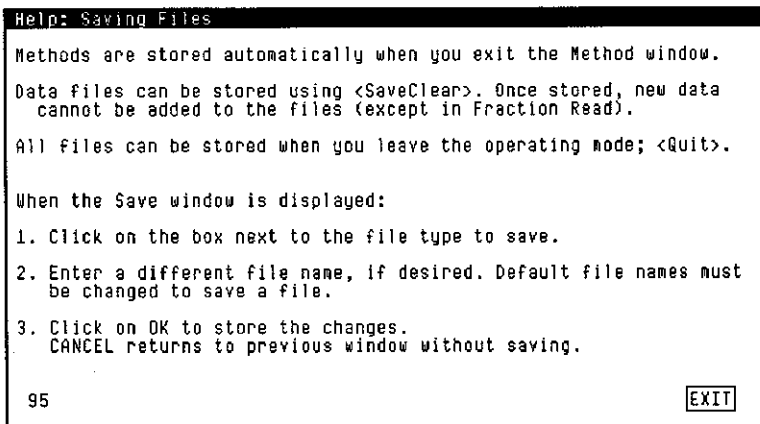 Help: Saving Files
Methods are stored automatically when you exit the Method window.
Data files can be stored using <SaveClear>. Once stored, new data
cannot be added to the files (except in Fraction Read).
All files can be stored when you leave the operating mode; <Quit>.
When the Save window is displayed:
1. Click on the box next to the file type to save.
2. Enter a different file name, if desired. Default file names must
be changed to save a file.
3. Click on OK to store the changes.
CANCEL returns to previous window without saving.
95
EXIT